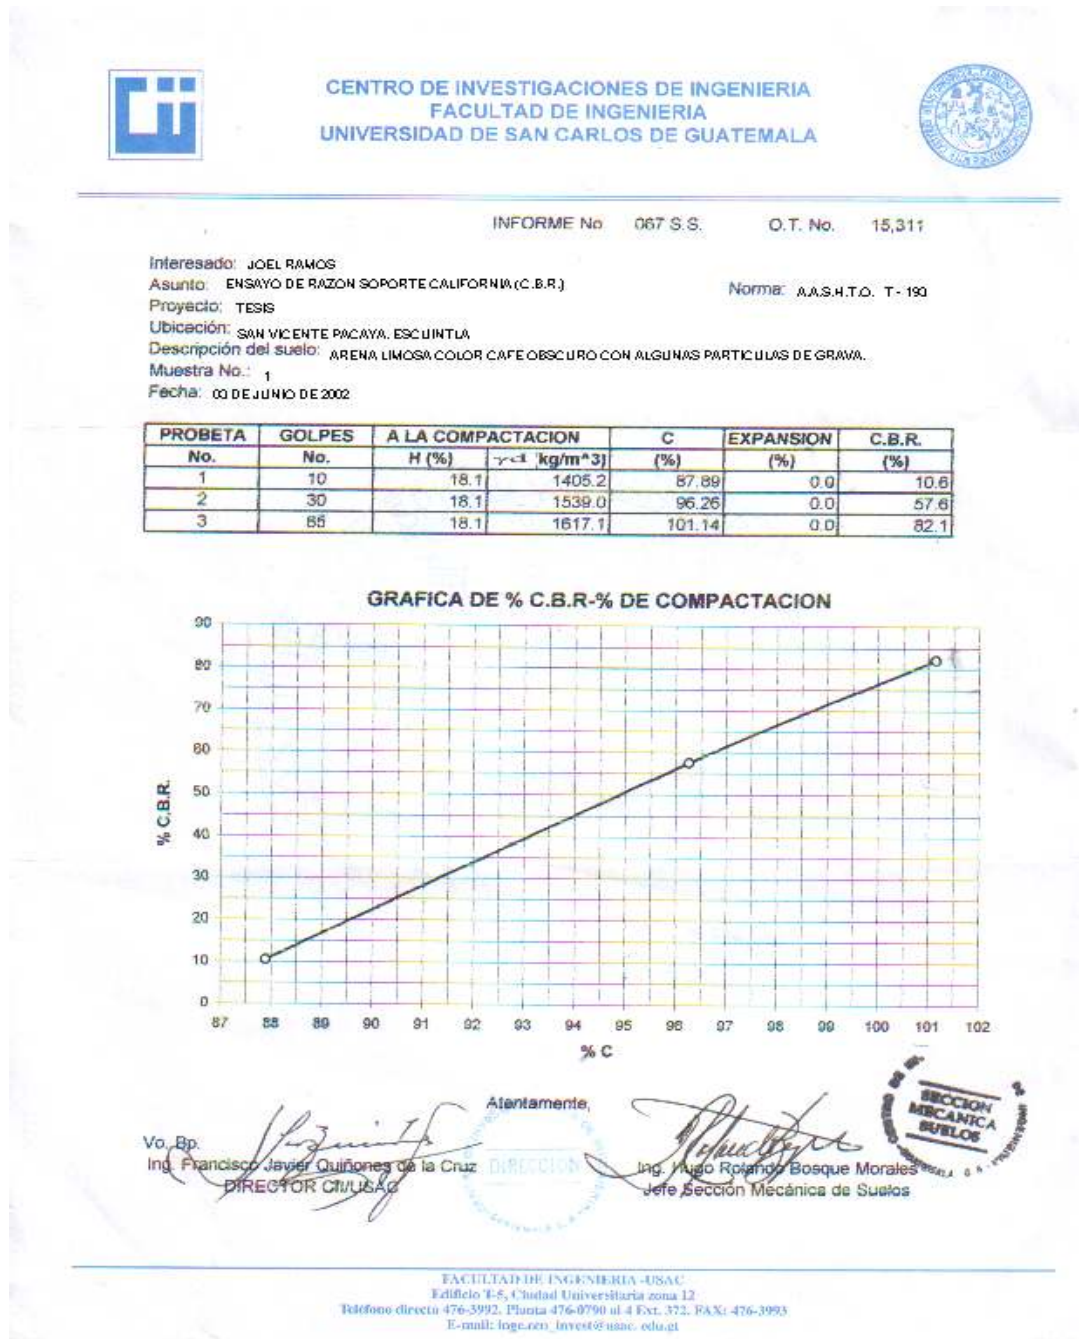 Cii
CENTRO DE INVESTIGACIONES DE INGENIERIA
FACULTAD DE INGENIERIA
UNIVERSIDAD DE SAN CARLOS DE GUATEMALA
INFORME No 067 S.S. O.T. No. 15,311
Interesado: JOEL RAMOS
Asunto: ENSAYO DE RAZON SOPORTE CALIFORNIA (C.B.R.) Norma: A.A.S.H.T.O. T-193
Proyecto: TESIS
Ubicación: SAN VICENTE PACAYA, ESCUINTLA
Descripción del suelo: ARENA LIMOSA COLOR CAFE OBSCURO CON ALGUNAS PARTICULAS DE GRAVA.
Muestra No.: 1
Fecha: DE JUNIO DE 2002
PROBETA GOLPES A LA COMPACTACION C EXPANSION C.B.R.
No. No. H (%) γd kg/m^3) (%) (%) (%)
1 10 18.1 1405.2 87.89 0.0 10.6
2 30 18.1 1539.0 96.26 0.0 57.6
3 65 18.1 1617.1 101.14 0.0 82.1
GRAFICA DE % C.B.R-% DE COMPACTACION
90
80
70
60
50
40
30
20
10
0
% C.B.R.
87 88 89 90 91 92 93 94 95 96 97 98 99 100 101 102
% C
Atentamente,
SECCION
MECANICA
SUELOS
DIRECCION
Vo. Bo.
Ing. Francisco Javier Quiñones de la Cruz
DIRECTOR CII/USAC
Ing. Hugo Rolando Bosque Morales
Jefe Sección Mecánica de Suelos
FACULTAD DE INGENIERIA -USAC
Edificio T-5, Ciudad Universitaria zona 12
Teléfono directo 476-3992. Planta 476-0790 al 4 Ext. 372. FAX: 476-3993